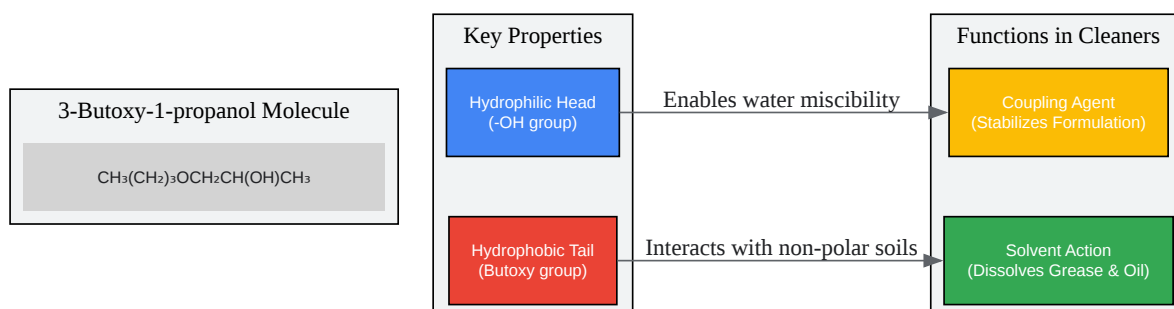 3-Butoxy-1-propanol Molecule
CH₃(CH₂)₃OCH₂CH(OH)CH₃
Key Properties
Hydrophilic Head
(-OH group)
Hydrophobic Tail
(Butoxy group)
Enables water miscibility
Interacts with non-polar soils
Functions in Cleaners
Coupling Agent
(Stabilizes Formulation)
Solvent Action
(Dissolves Grease & Oil)